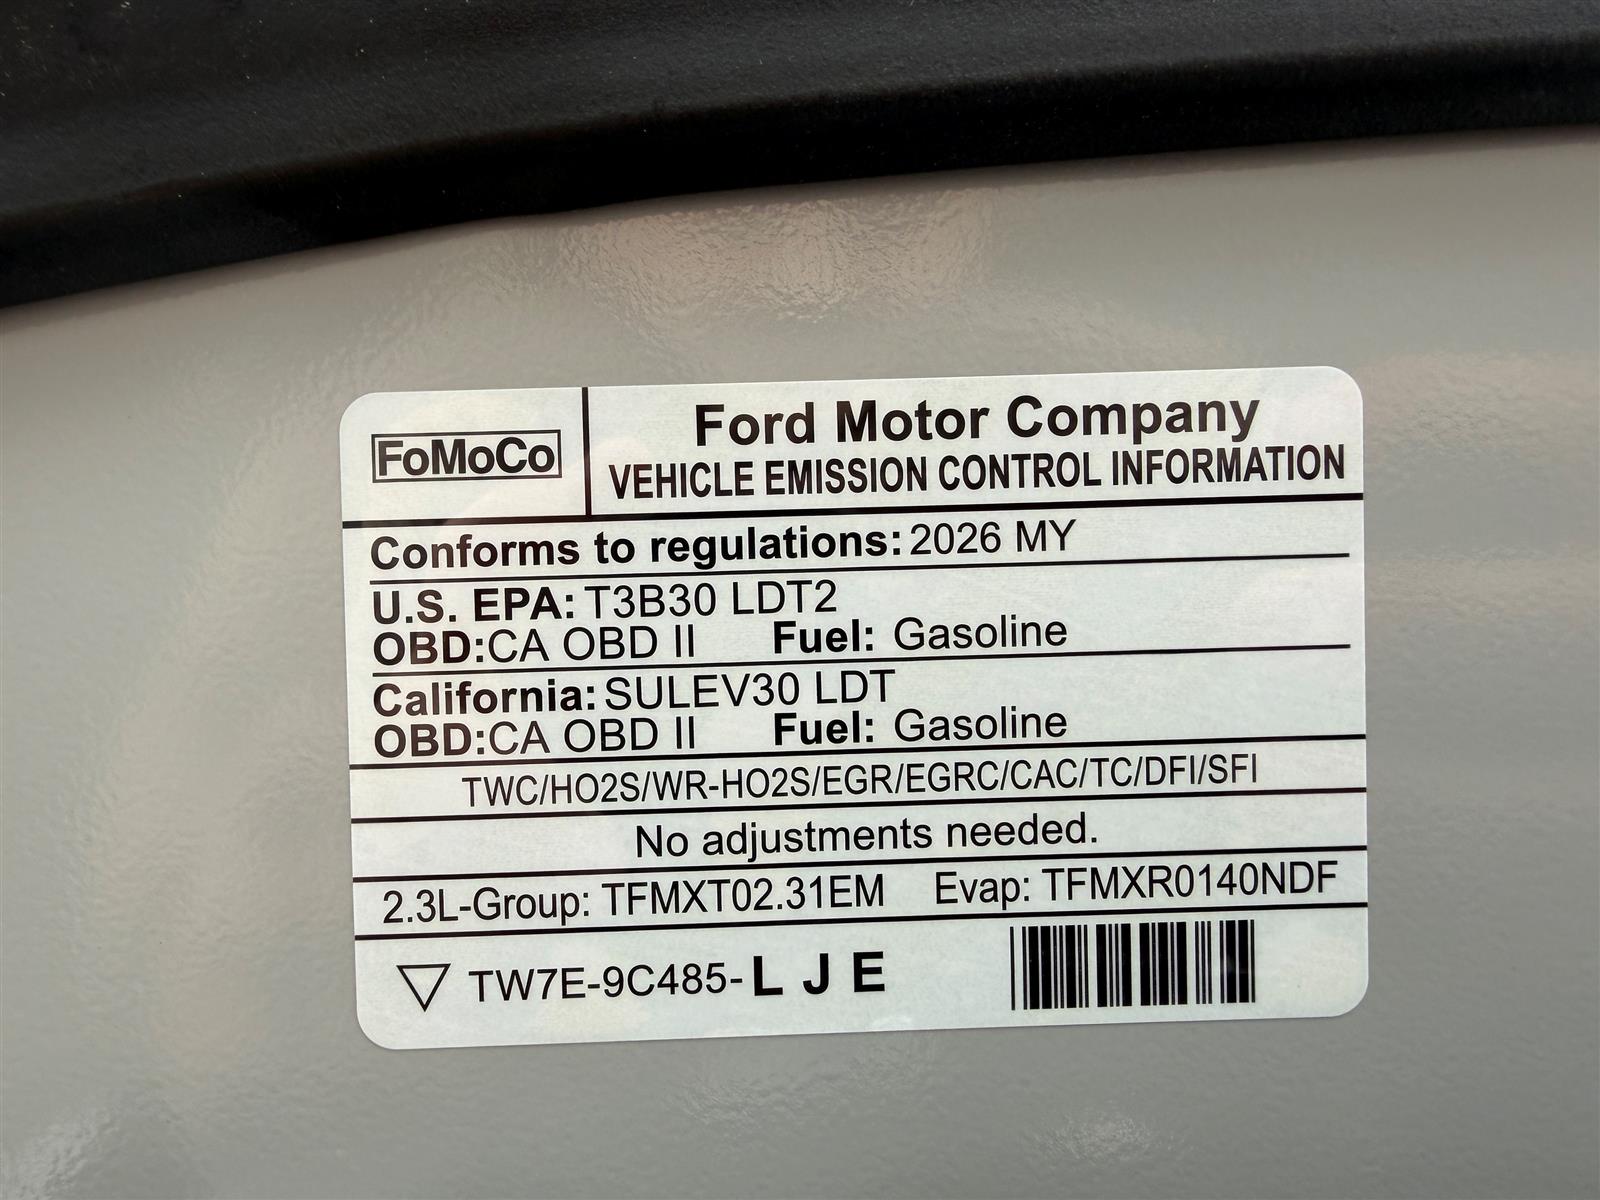 FoMoCo
Ford Motor Company
VEHICLE EMISSION CONTROL INFORMATION
Conforms to regulations: 2026 MY
U.S. EPA: T3B30 LDT2
OBD: CA OBD II Fuel: Gasoline
California: SULEV30 LDT
OBD: CA OBD II Fuel: Gasoline
TWC/HO2S/WR-HO2S/EGR/EGRC/CAC/TC/DFI/SFI
No adjustments needed.
2.3L-Group: TFMXT02.31EM Evap: TFMXR0140NDF
TW7E-9C485-L J E